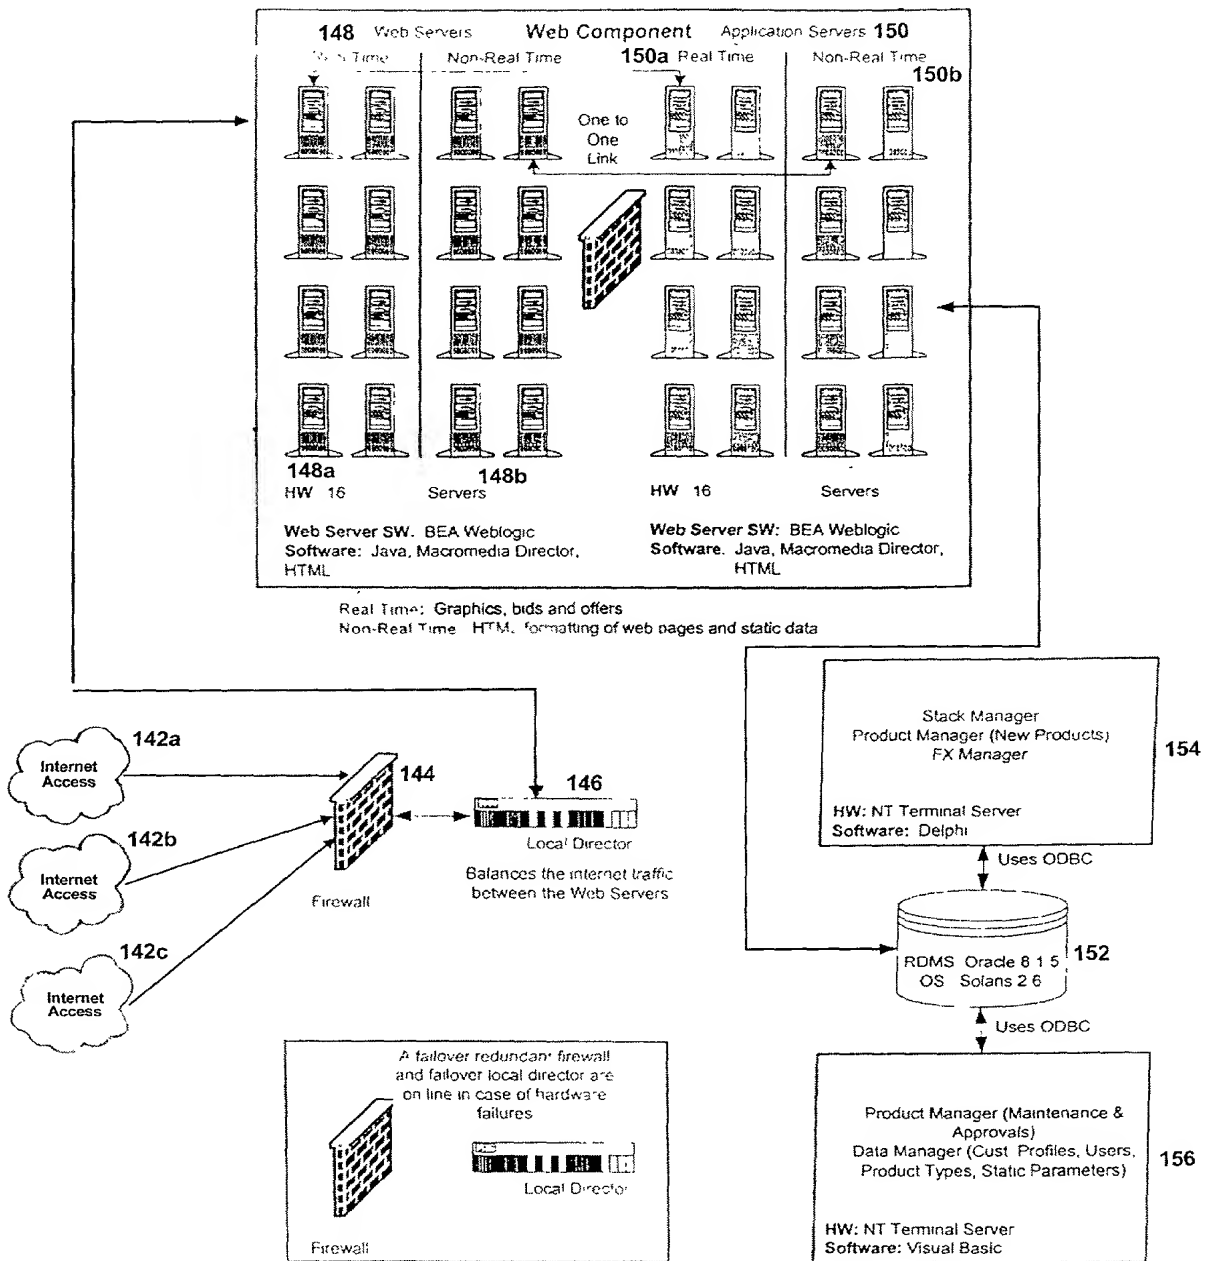 148 Web Servers Web Component Application Servers 150
Time Non-Real Time 150a Real Time Non-Real Time
150b
One to
One
Link
148a 148b
HW 16 Servers HW 16 Servers
Web Server SW. BEA Weblogic
Software: Java, Macromedia Director,
HTML
Web Server SW: BEA Weblogic
Software. Java, Macromedia Director,
HTML
Real Time: Graphics, bids and offers
Non-Real Time HTML formatting of web pages and static data
142a
Internet
Access
142b
Internet
Access
142c
Internet
Access
144
Firewall
146
Local Director
Balances the internet traffic
between the Web Servers
Stack Manager
Product Manager (New Products)
FX Manager
HW: NT Terminal Server
Software: Delphi
154
Uses ODBC
RDMS Oracle 8 1 5
OS Solans 2 6
152
Uses ODBC
Product Manager (Maintenance &
Approvals)
Data Manager (Cust Profiles, Users,
Product Types, Static Parameters)
HW: NT Terminal Server
Software: Visual Basic
156
A failover redundant firewall
and failover local director are
on line in case of hardware
failures
Local Director
Firewall